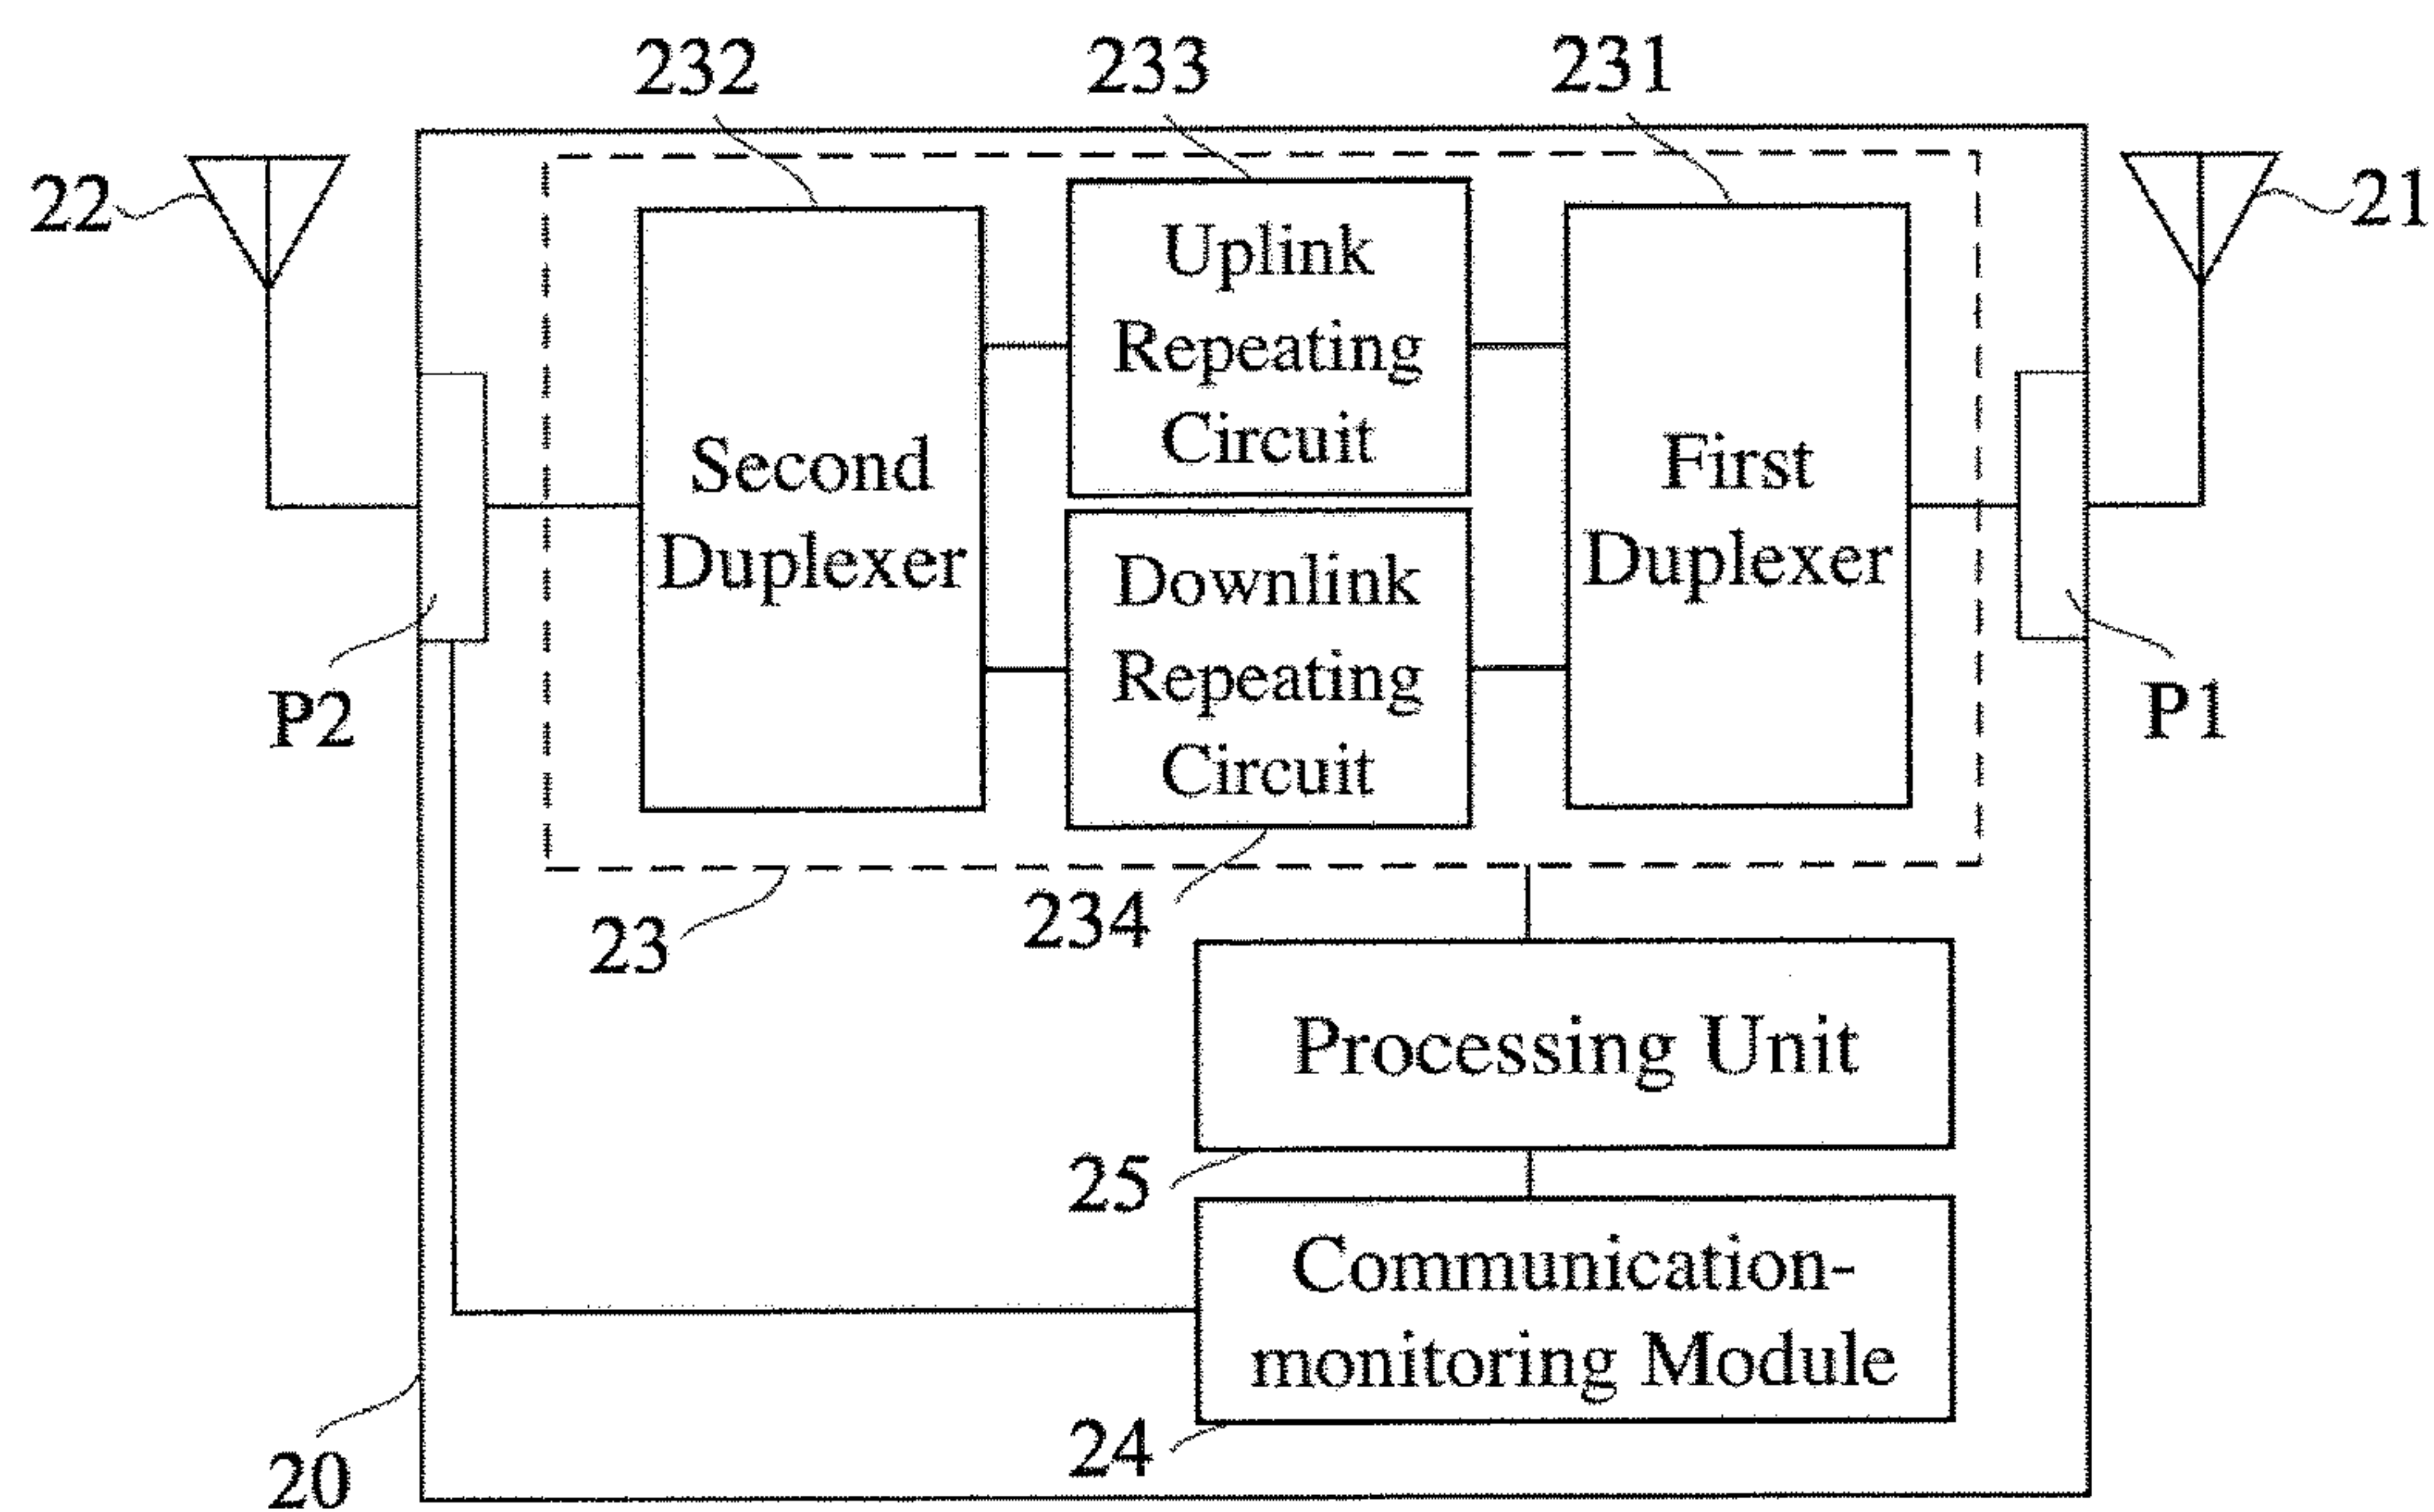 232 233 231
22 21
Uplink
Repeating
Circuit
Second
Duplexer
First
Duplexer
Downlink
Repeating
Circuit
P2 P1
23 234
Processing Unit
25
Communication-
monitoring Module
24
20